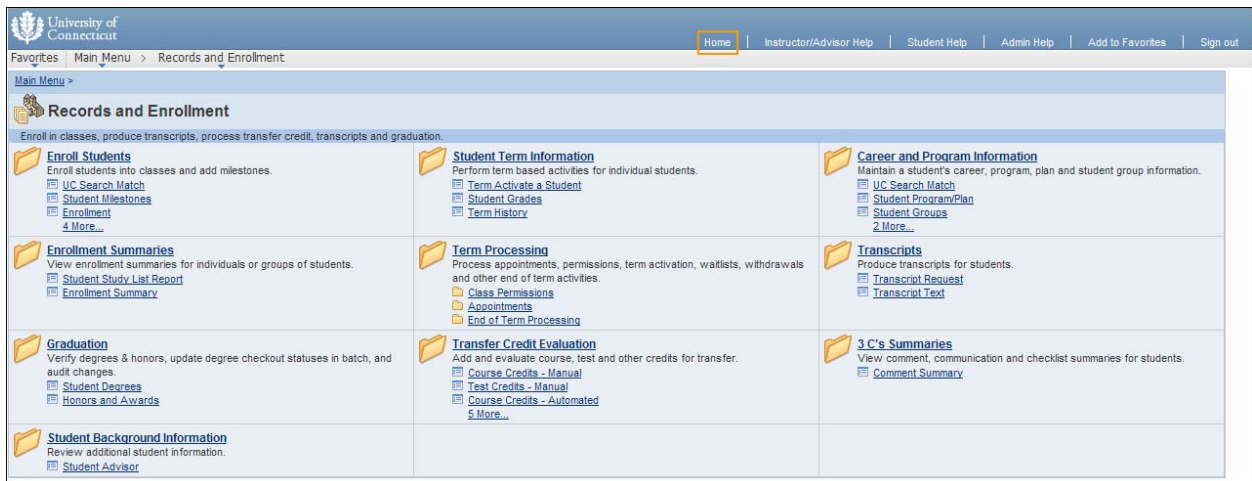 University of
Connecticut
Home | Instructor/Advisor Help | Student Help | Admin Help | Add to Favorites | Sign out
Favorites Main Menu > Records and Enrollment
Main Menu >
Records and Enrollment
Enroll in classes, produce transcripts, process transfer credit, transcripts and graduation.
Enroll Students
Enroll students into classes and add milestones.
UC Search Match
Student Milestones
Enrollment
4 More...
Student Term Information
Perform term based activities for individual students.
Term Activate a Student
Student Grades
Term History
Career and Program Information
Maintain a student's career, program, plan and student group information.
UC Search Match
Student Program/Plan
Student Groups
2 More...
Enrollment Summaries
View enrollment summaries for individuals or groups of students.
Student Study List Report
Enrollment Summary
Term Processing
Process appointments, permissions, term activation, waitlists, withdrawals
and other end of term activities.
Class Permissions
Appointments
End of Term Processing
Transcripts
Produce transcripts for students.
Transcript Request
Transcript Text
Graduation
Verify degrees & honors, update degree checkout statuses in batch, and
audit changes.
Student Degrees
Honors and Awards
Transfer Credit Evaluation
Add and evaluate course, test and other credits for transfer.
Course Credits - Manual
Test Credits - Manual
Course Credits - Automated
5 More...
3 C's Summaries
View comment, communication and checklist summaries for students.
Comment Summary
Student Background Information
Review additional student information.
Student Advisor